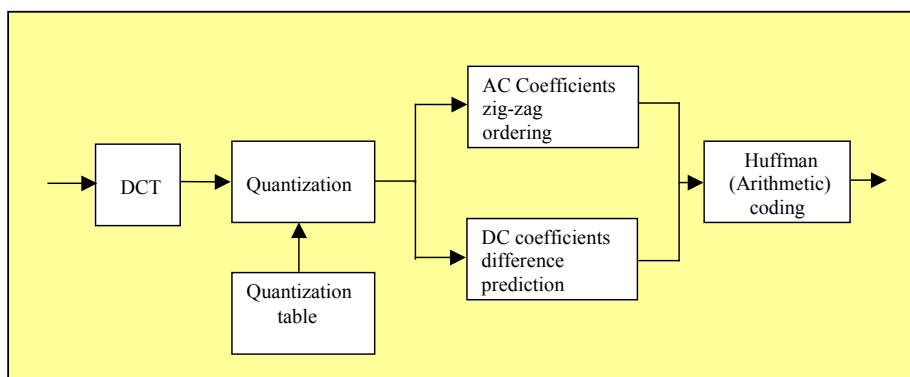 AC Coefficients
zig-zag
ordering
DCT
Quantization
Huffman
(Arithmetic)
coding
DC coefficients
difference
prediction
Quantization
table